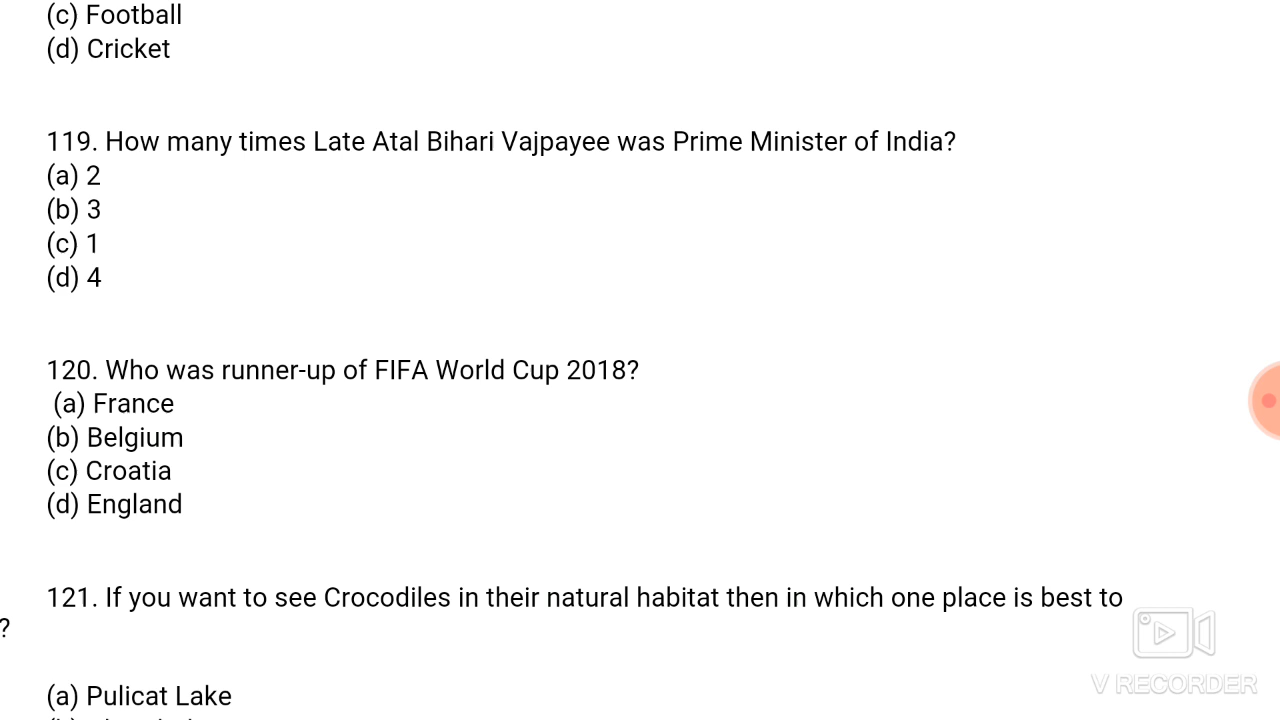 (c) Football
(d) Cricket
119. How many times Late Atal Bihari Vajpayee was Prime Minister of India?
(a) 2
(b) 3
(c) 1
(d) 4
120. Who was runner-up of FIFA World Cup 2018?
(a) France
(b) Belgium
(c) Croatia
(d) England
121. If you want to see Crocodiles in their natural habitat then in which one place is best to
?
V RECORDER
(a) Pulicat Lake